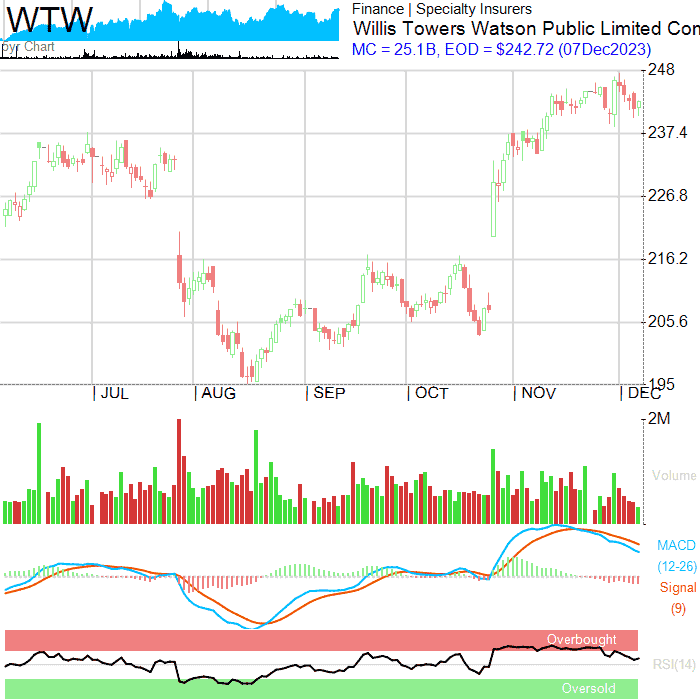 WTW
5yr Chart
Finance | Specialty Insurers
Willis Towers Watson Public Limited Con
MC = 25.1B, EOD = $242.72 (07Dec2023)
248
237.4
226.8
216.2
205.6
195
JUL AUG SEP OCT NOV DEC
2M
Volume
MACD
(12-26)
Signal
(9)
Overbought
RSI(14)
Oversold